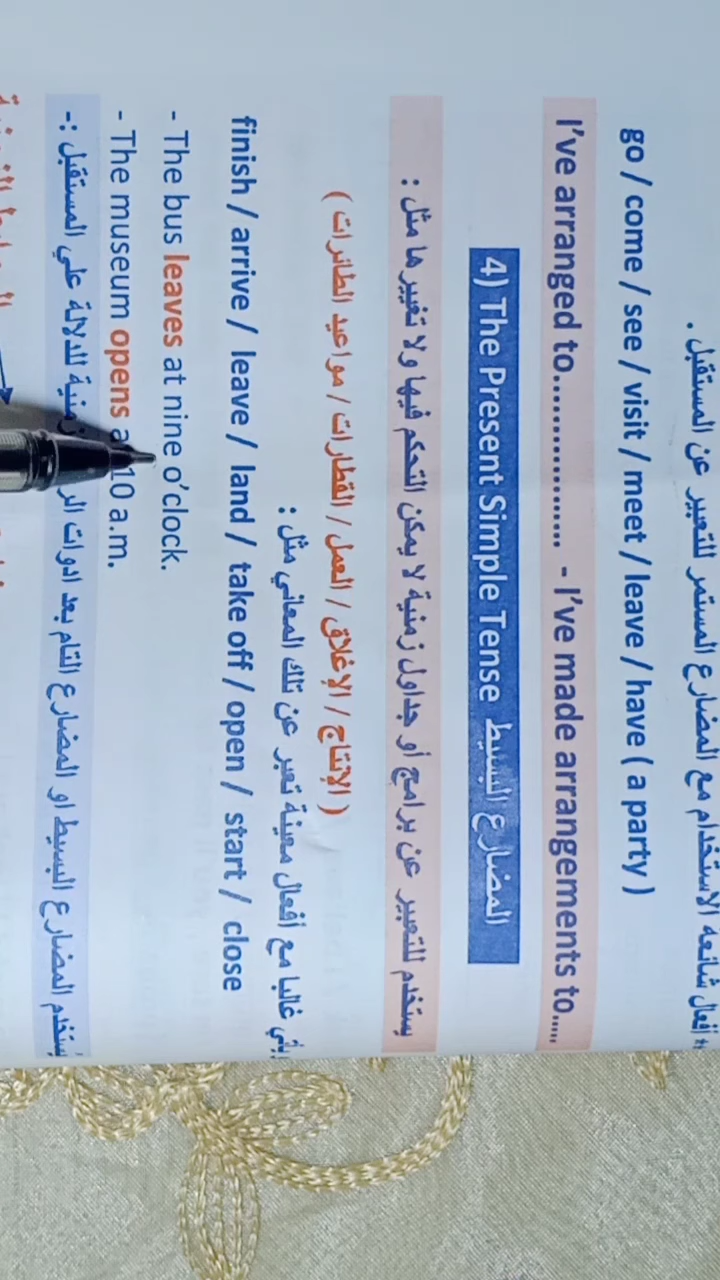 أفعال شائعة الاستخدام مع المضارع المستمر للتعبير عن المستقبل .
go / come / see / visit / meet / leave / have ( a party )
I've arranged to................ - I've made arrangements to.....
4) The Present Simple Tense المضارع البسيط
يستخدم للتعبير عن برامج أو جداول زمنية لا يمكن التحكم فيها ولا تغييرها مثل :
( الإنتاج / الإغلاق / العمل / القطارات / مواعيد الطائرات )
يأتي غالبا مع أفعال معينة تعبر عن تلك المعاني مثل :
finish / arrive / leave / land / take off / open / start / close
- The bus leaves at nine o'clock.
- The museum opens a 10 a.m.
يستخدم المضارع البسيط او المضارع التام بعد ادوات للدلالة علي المستقبل :-